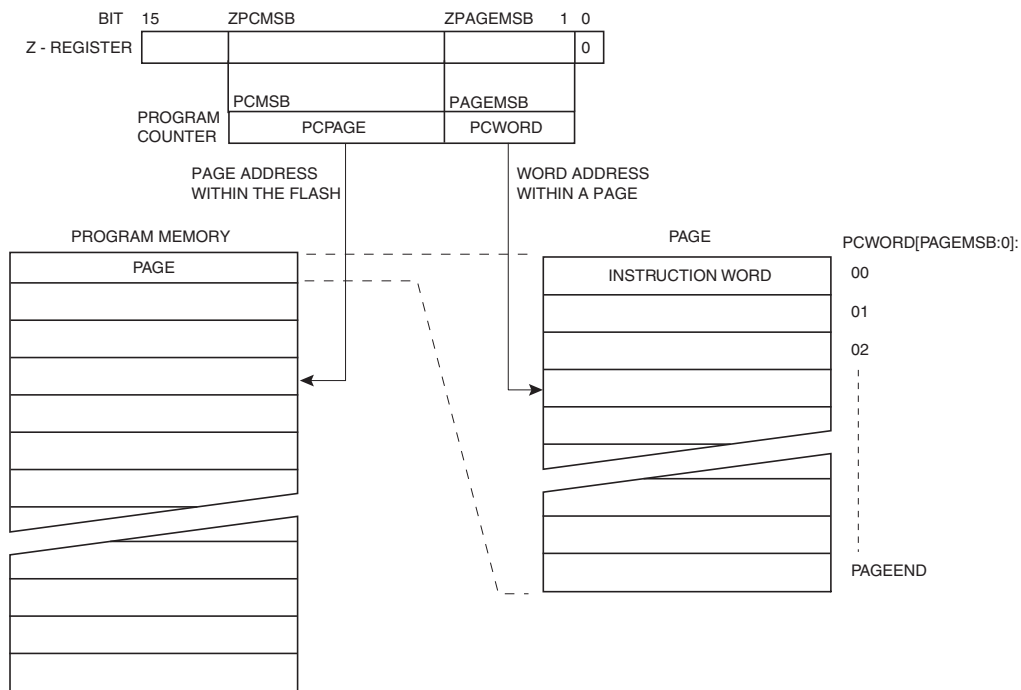 BIT 15 ZPCMSB ZPAGEMSB 1 0
Z - REGISTER 0
PCMSB PAGEMSB
PROGRAM
COUNTER
PCPAGE PCWORD
PAGE ADDRESS
WITHIN THE FLASH
WORD ADDRESS
WITHIN A PAGE
PROGRAM MEMORY
PAGE
PAGE
PCWORD[PAGEMSB:0]:
INSTRUCTION WORD 00
01
02
PAGEEND